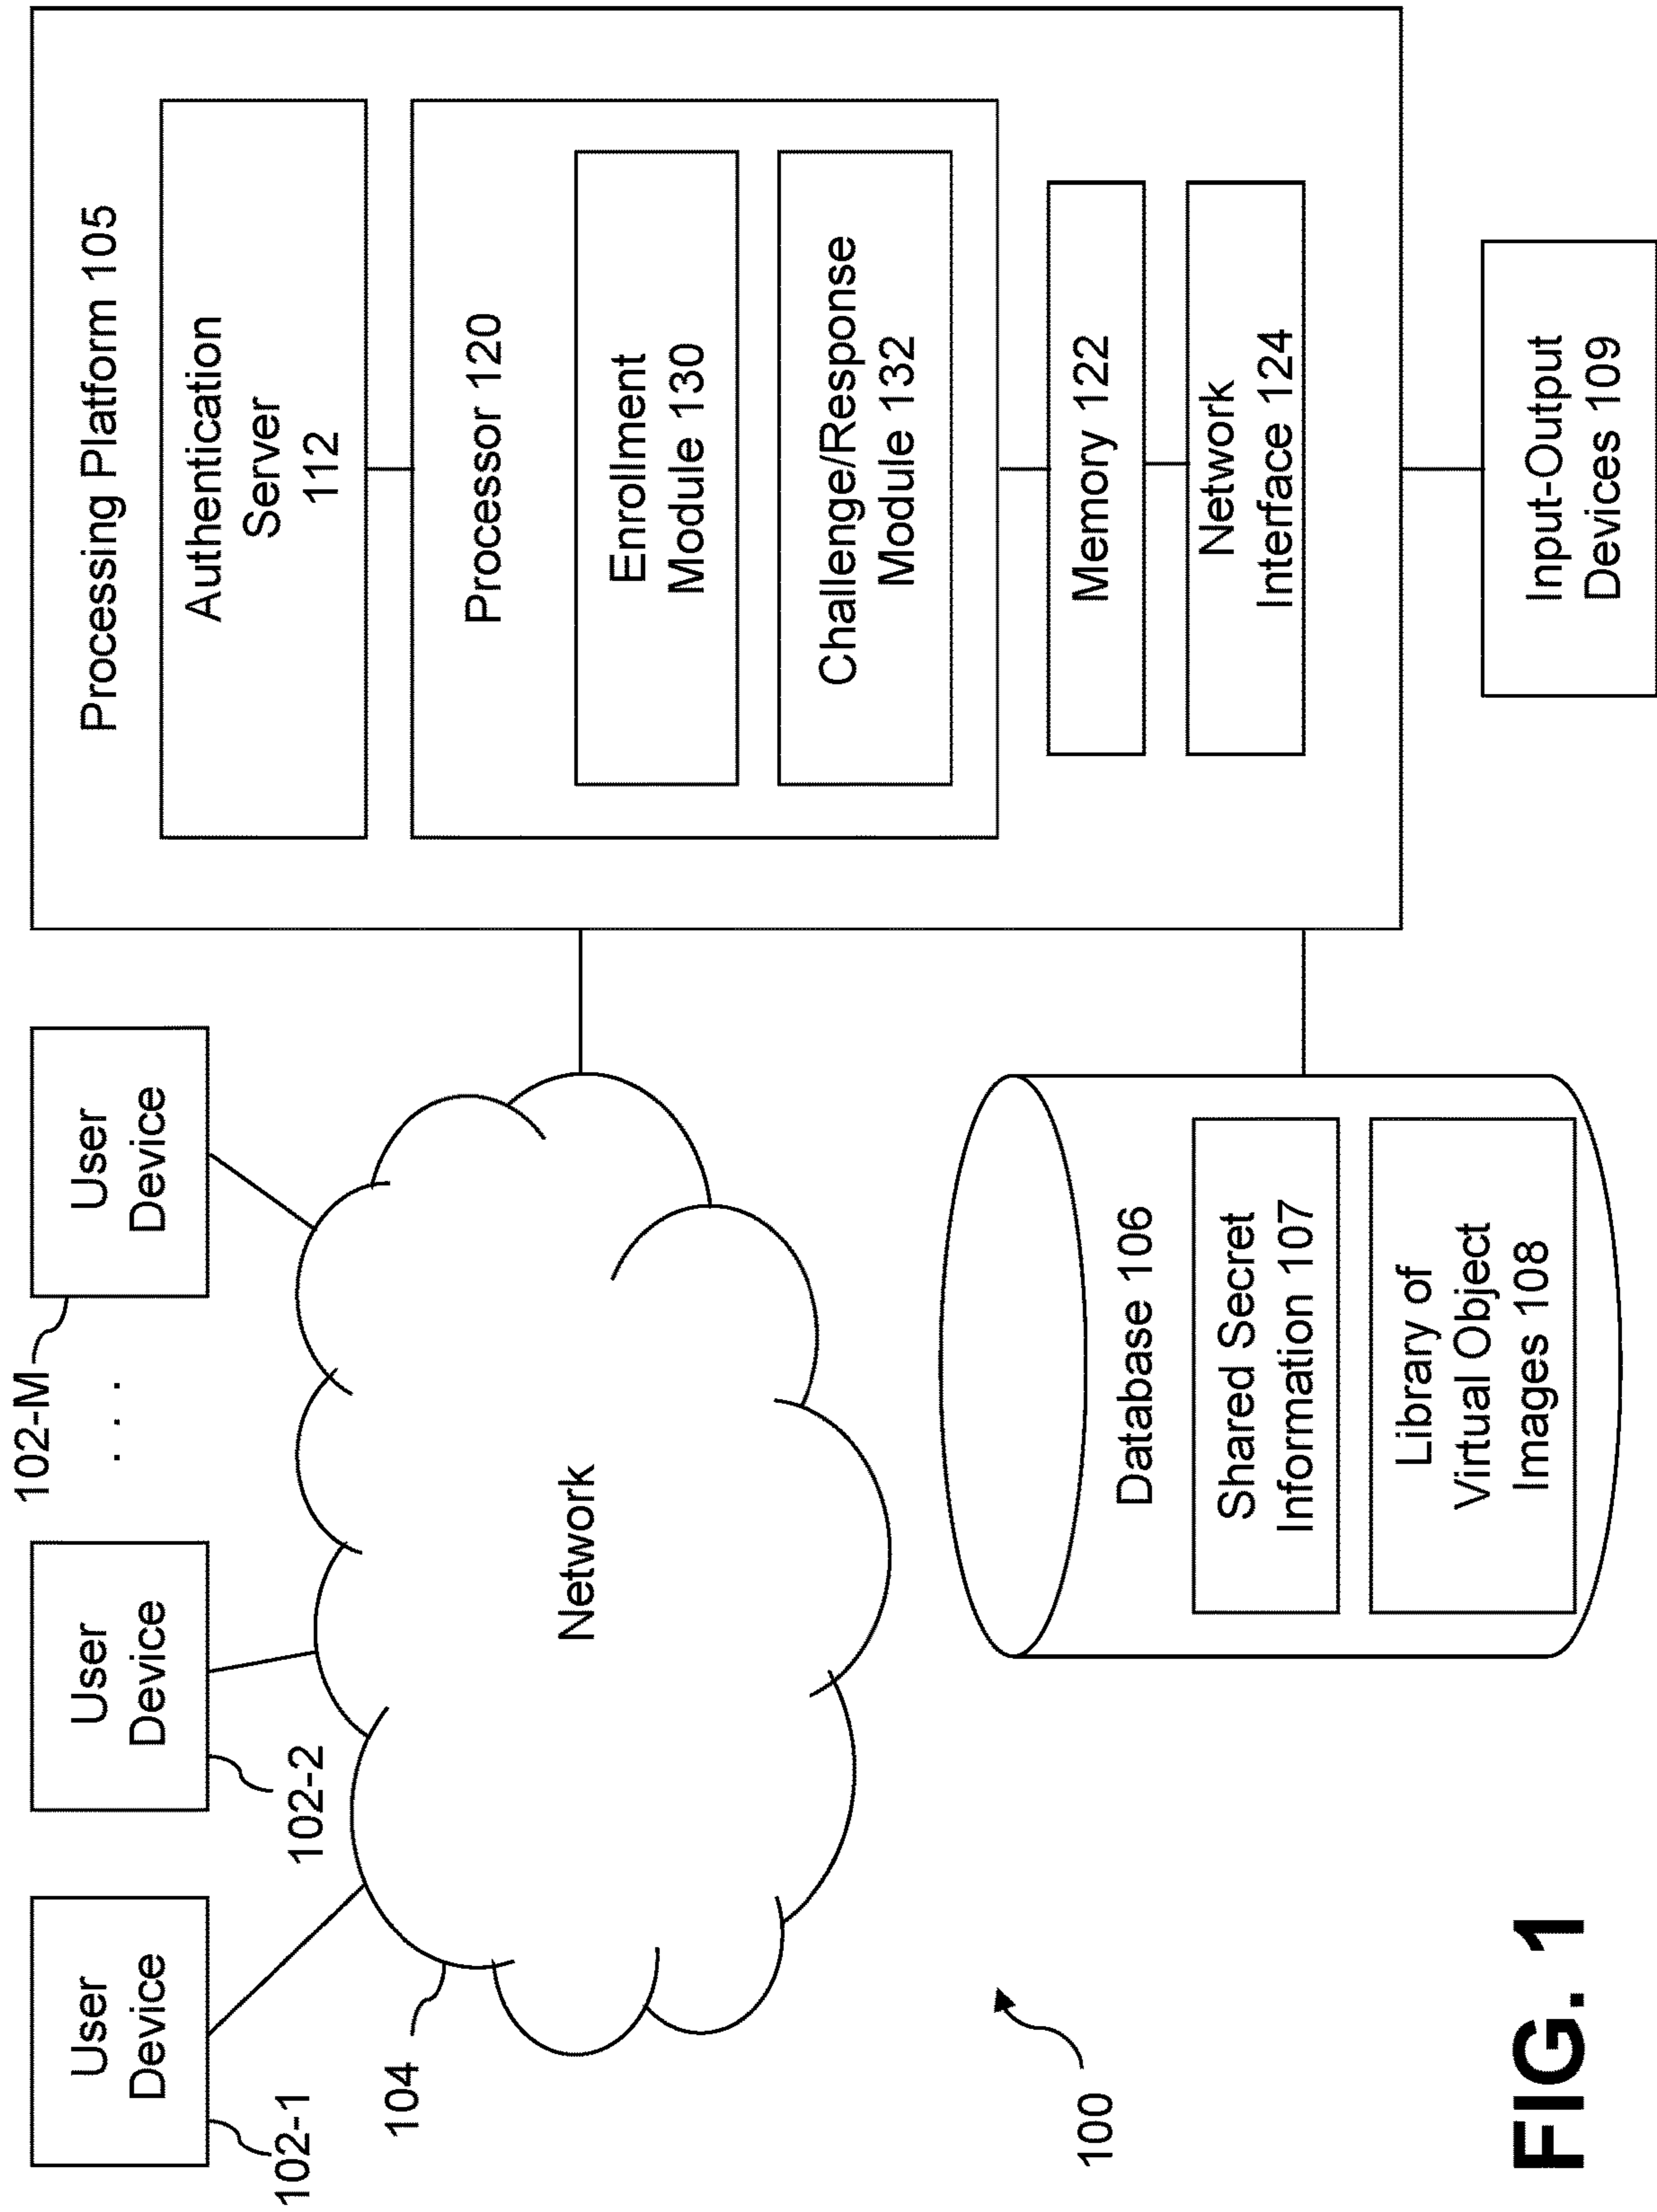 User
Device
102-1
User
Device
102-2
. . .
User
Device
102-M
104
Network
Processing Platform 105
Authentication
Server
112
Processor 120
Enrollment
Module 130
Challenge/Response
Module 132
Memory 122
Network
Interface 124
Input-Output
Devices 109
Database 106
Shared Secret
Information 107
Library of
Virtual Object
Images 108
100
FIG. 1